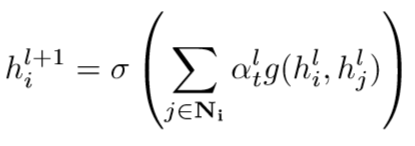 $h_i^{l+1} = \sigma \left( \sum_{j \in \mathbf{N_i}} \alpha_t^l g(h_i^l, h_j^l) \right)$